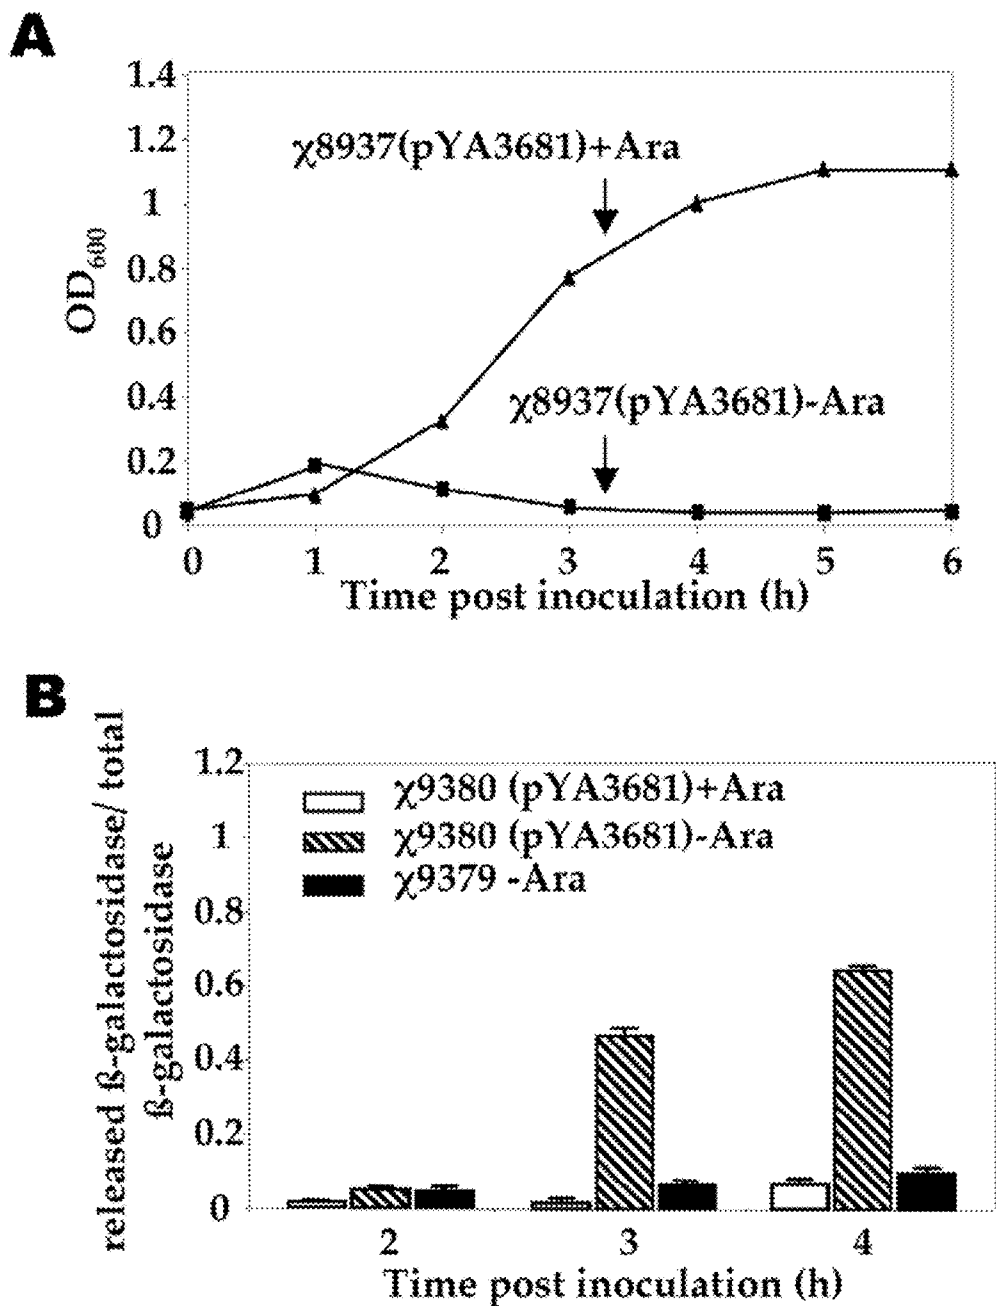 A
1.4
1.2
1
0.8
0.6
0.4
0.2
0
OD600
χ8937(pYA3681)+Ara
χ8937(pYA3681)-Ara
0 1 2 3 4 5 6
Time post inoculation (h)
B
released ß-galactosidase/ total
ß-galactosidase
1.2
1
0.8
0.6
0.4
0.2
0
χ9380 (pYA3681)+Ara
χ9380 (pYA3681)-Ara
χ9379 -Ara
2 3 4
Time post inoculation (h)